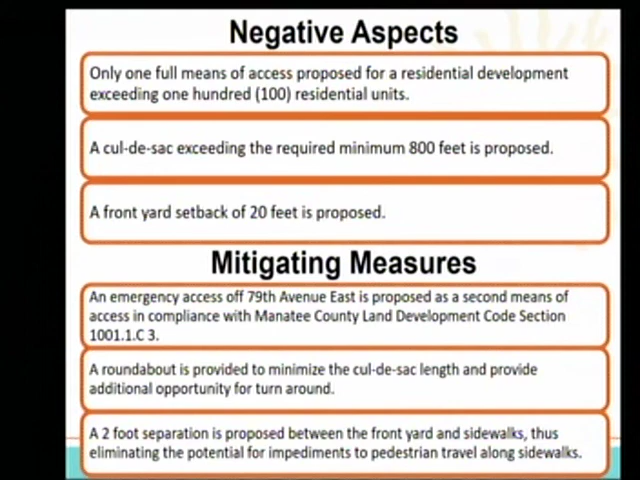 Negative Aspects
Only one full means of access proposed for a residential development
exceeding one hundred (100) residential units.
A cul-de-sac exceeding the required minimum 800 feet is proposed.
A front yard setback of 20 feet is proposed.
Mitigating Measures
An emergency access off 79th Avenue East is proposed as a second means of
access in compliance with Manatee County Land Development Code Section
1001.1.C 3.
A roundabout is provided to minimize the cul-de-sac length and provide
additional opportunity for turn around.
A 2 foot separation is proposed between the front yard and sidewalks, thus
eliminating the potential for impediments to pedestrian travel along sidewalks.